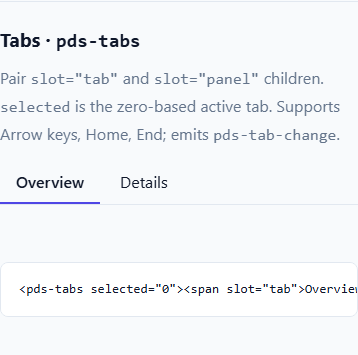 Tabs · pds-tabs
Pair slot="tab" and slot="panel" children.
selected is the zero-based active tab. Supports
Arrow keys, Home, End; emits pds-tab-change.
Overview Details
<pds-tabs selected="0"><span slot="tab">Overview